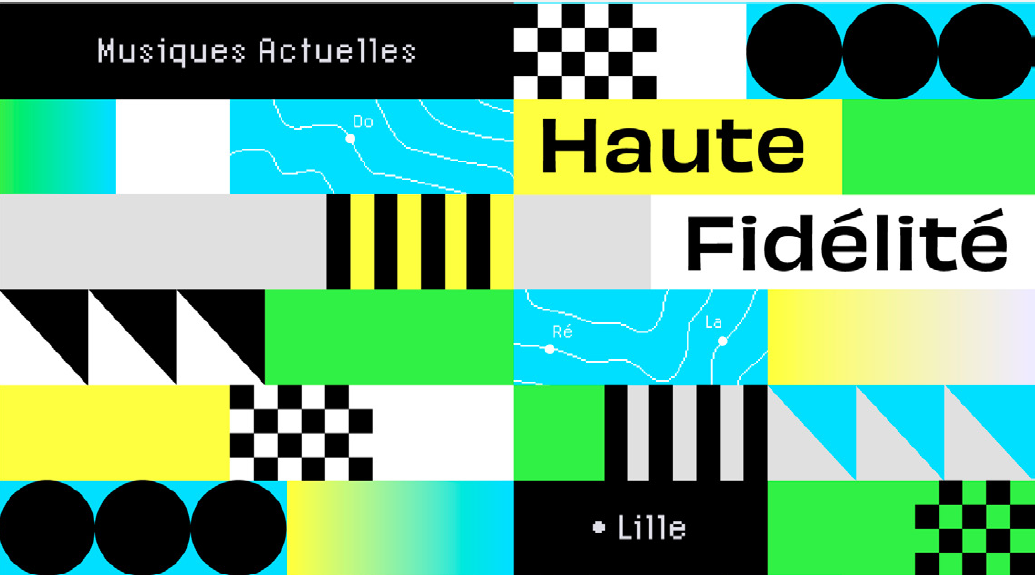 Musiques Actuelles
Do
Haute
Fidélité
Ré
La
Lille